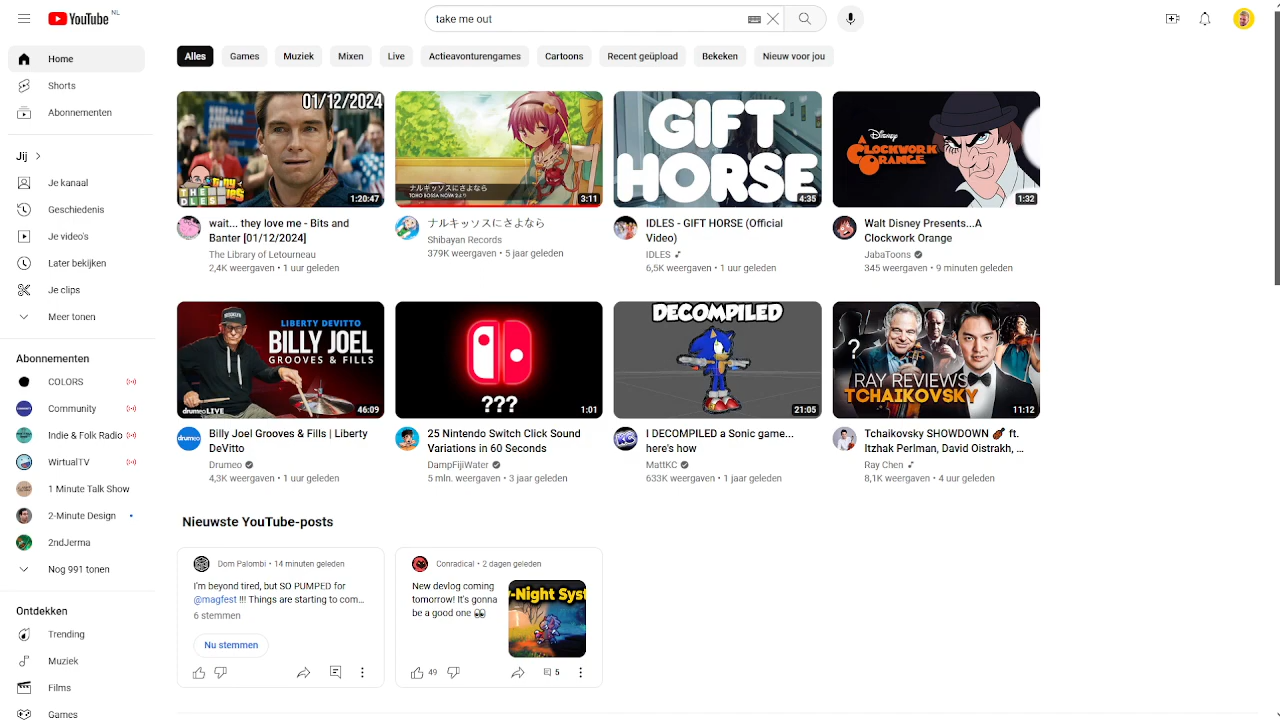 YouTube NL
take me out
Home
Shorts
Abonnementen
Jij
Je kanaal
Geschiedenis
Je video's
Later bekijken
Je clips
Meer tonen
Abonnementen
COLORS
Community
Indie & Folk Radio
WirtualTV
1 Minute Talk Show
2-Minute Design
2ndJerma
Nog 991 tonen
Ontdekken
Trending
Muziek
Films
Games
Alles
Games
Muziek
Mixen
Live
Actieavonturengames
Cartoons
Recent geüpload
Bekeken
Nieuw voor jou
01/12/2024
1:20:47
wait... they love me - Bits and
Banter [01/12/2024]
The Library of Letourneau
2,4K weergaven • 1 uur geleden
ナルキッソスにさよなら
TOHO BOSSA NOVA 2より
3:11
ナルキッソスにさよなら
Shibayan Records
379K weergaven • 5 jaar geleden
GIFT
HORSE
4:35
IDLES - GIFT HORSE (Official
Video)
IDLES
6,5K weergaven • 1 uur geleden
Disney
A CLOCKWORK
ORANGE
1:32
Walt Disney Presents...A
Clockwork Orange
JabaToons
345 weergaven • 9 minuten geleden
LIBERTY DEVITTO
BILLY JOEL
GROOVES & FILLS
drumeoLIVE
46:09
drumeo
Billy Joel Grooves & Fills | Liberty
DeVitto
Drumeo
4,3K weergaven • 1 uur geleden
???
1:01
25 Nintendo Switch Click Sound
Variations in 60 Seconds
DampFijiWater
5 mln. weergaven • 3 jaar geleden
DECOMPILED
21:05
KC
I DECOMPILED a Sonic game...
here's how
MattKC
633K weergaven • 1 jaar geleden
?
RAY REVIEWS
TCHAIKOVSKY
11:12
Tchaikovsky SHOWDOWN 🎻 ft.
Itzhak Perlman, David Oistrakh, ...
Ray Chen
8,1K weergaven • 4 uur geleden
Nieuwste YouTube-posts
Dom Palombi • 14 minuten geleden
I'm beyond tired, but SO PUMPED for
@magfest !!! Things are starting to com...
6 stemmen
Nu stemmen
Conradical • 2 dagen geleden
New devlog coming
tomorrow! It's gonna
be a good one 👀
y-Night Syst
49
5